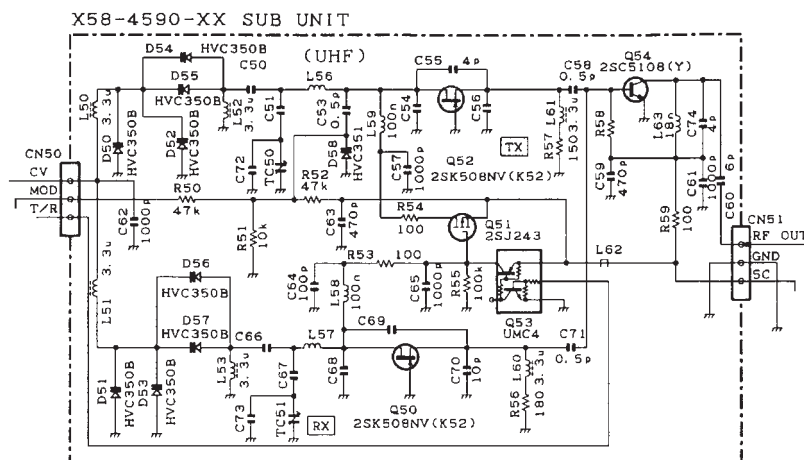 X58-4590-XX SUB UNIT
(UHF)
D54
HVC350B
C50
D55
HVC350B
L50
3.3u
D50
HVC350B
D52
HVC350B
L52
3.3u
C51
L56
C53
0.5p
C72
TC50
D58
HVC351
L59
100n
C54
C55
4p
C56
C57
1000p
Q52
2SK508NV(K52)
TX
L61
3.3u
R57
150
C58
0.5p
Q54
2SC5108(Y)
R58
L63
18n
C74
4p
C59
470p
C61
1000p
C60
6p
R59
100
CN50
CV
MOD
T/R
C62
1000p
R50
47k
R52
47k
R51
10k
C63
470p
R54
100
Q51
2SJ243
L62
CN51
RF OUT
GND
SC
L51
3.3u
D56
HVC350B
D57
HVC350B
D51
HVC350B
D53
HVC350B
L53
3.3u
C66
C67
C73
TC51
RX
C64
100p
L58
100n
R53
100
C65
1000p
R55
100k
Q53
UMC4
L57
C68
C69
Q50
2SK508NV(K52)
C70
10p
L60
3.3u
R56
180
C71
0.5p